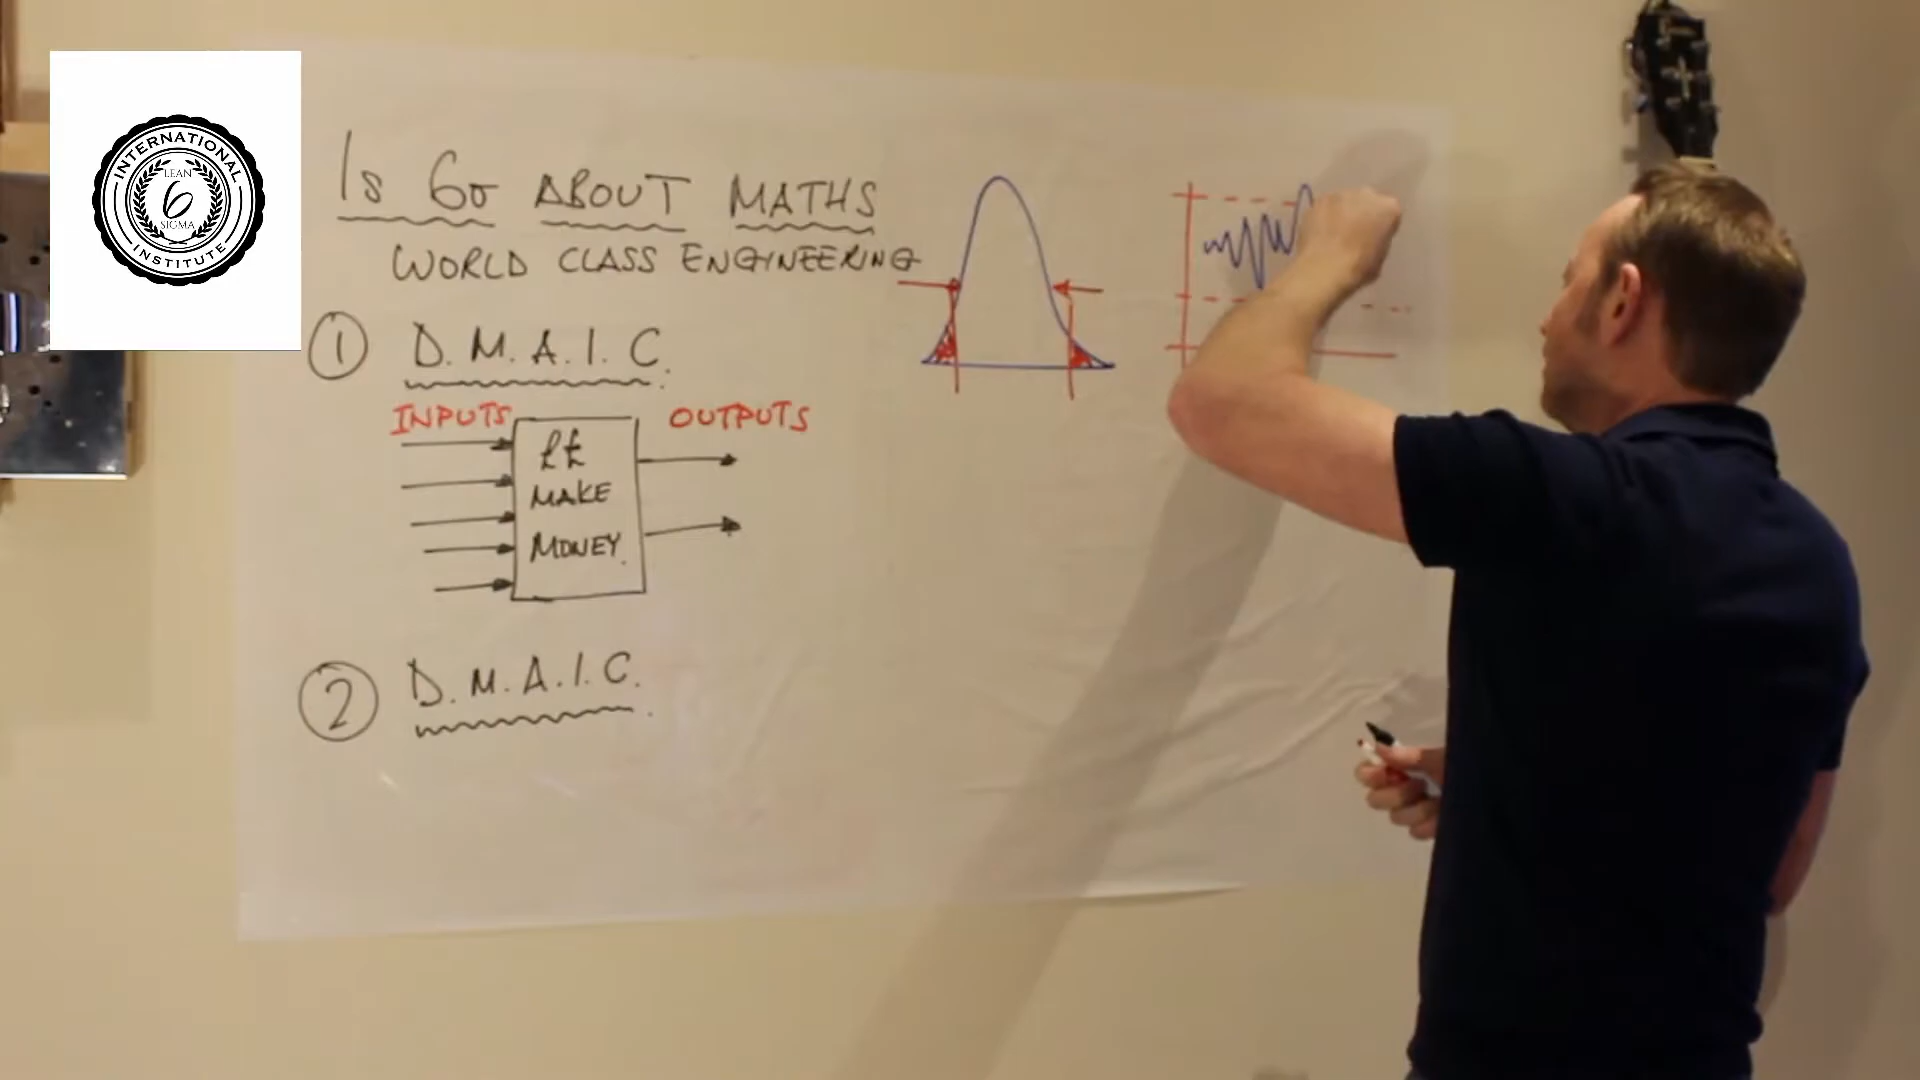 INTERNATIONAL
LEAN
6
SIGMA
INSTITUTE
Is 6σ ABOUT MATHS
WORLD CLASS ENGINEERING
① D.M.A.I.C.
INPUTS
OUTPUTS
££
MAKE
MONEY.
② D.M.A.I.C.